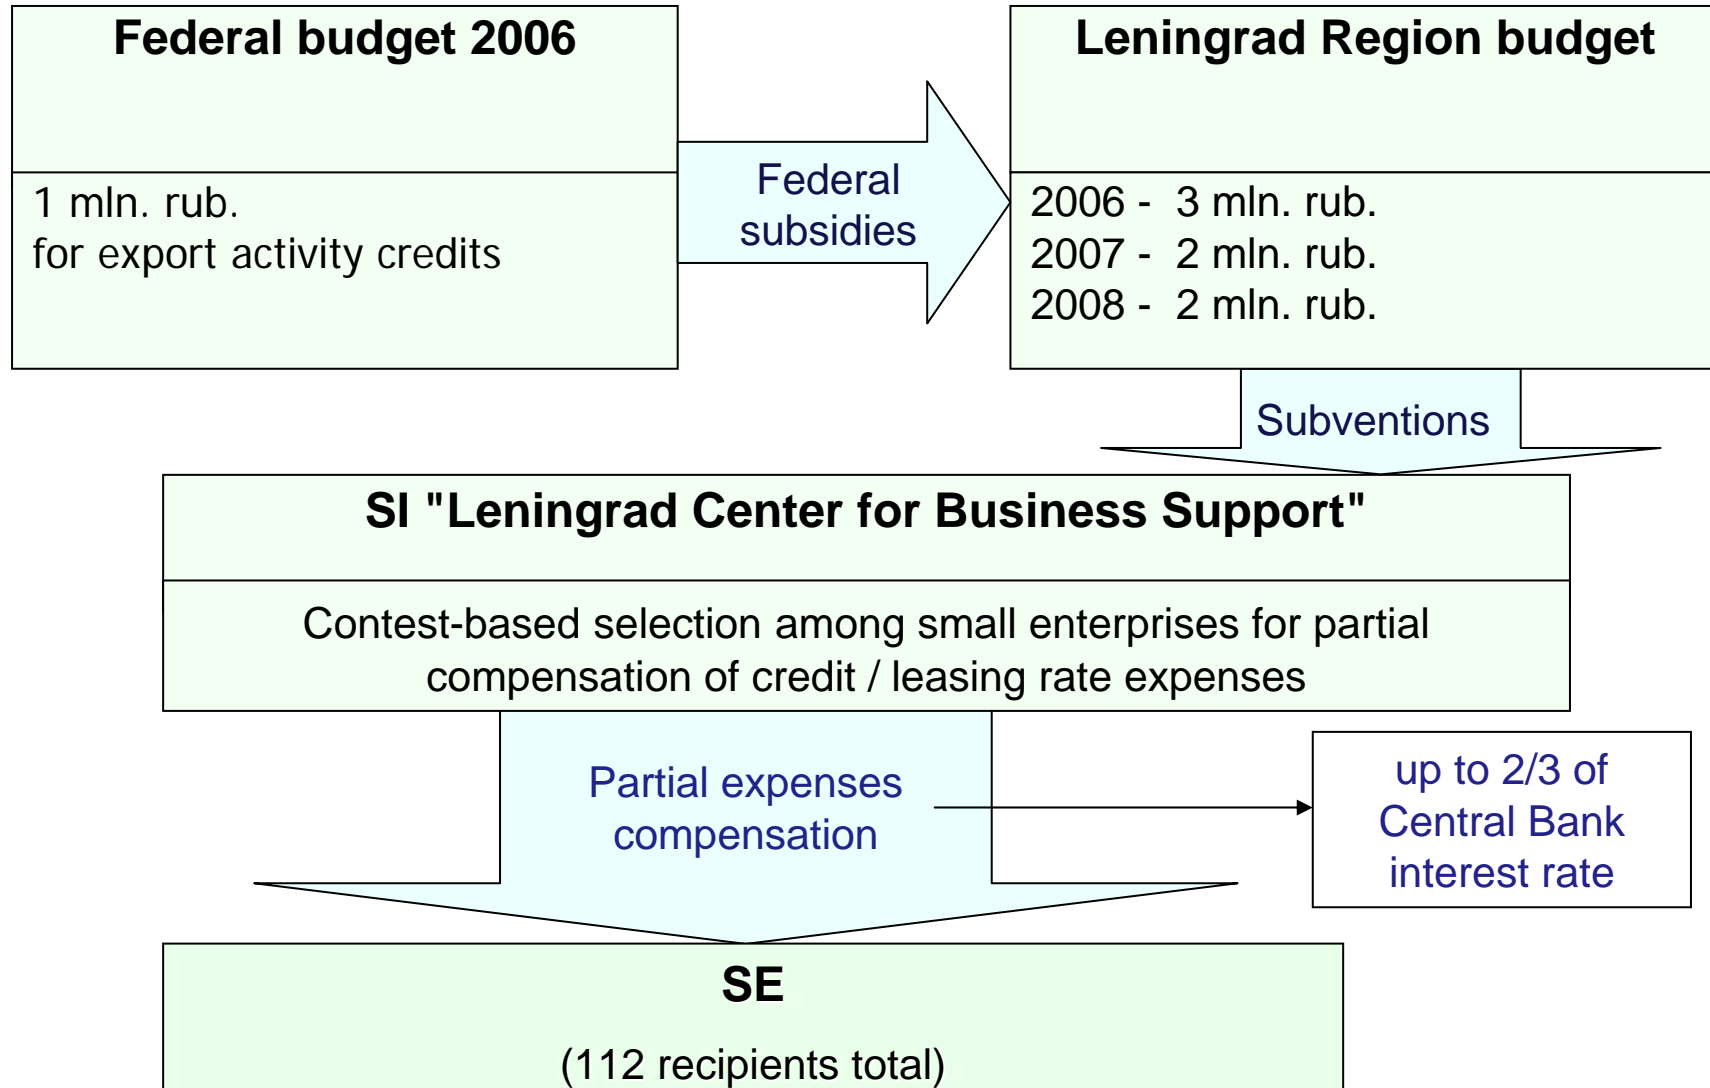 Federal budget 2006
1 mln. rub.
for export activity credits
Federal
subsidies
Leningrad Region budget
2006 -  3 mln. rub.
2007 -  2 mln. rub.
2008 -  2 mln. rub.
Subventions
SI "Leningrad Center for Business Support"
Contest-based selection among small enterprises for partial
compensation of credit / leasing rate expenses
Partial expenses
compensation
up to 2/3 of
Central Bank
interest rate
SE
(112 recipients total)